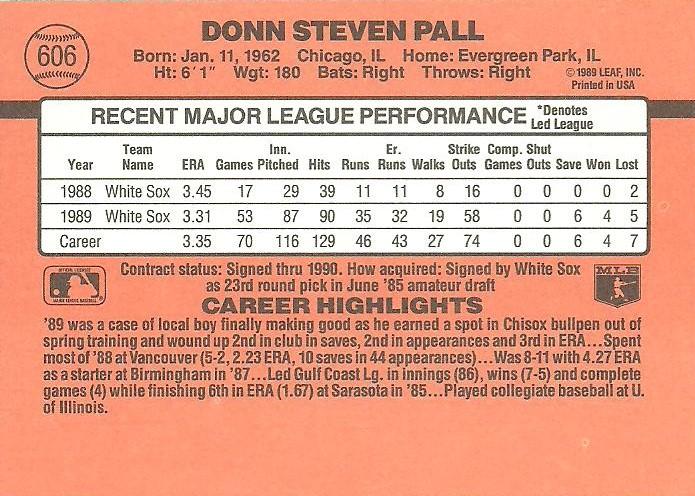 606
DONN STEVEN PALL
Born: Jan. 11, 1962 Chicago, IL Home: Evergreen Park, IL
Ht: 6´1" Wgt: 180 Bats: Right Throws: Right
©1989 LEAF, INC.
Printed in USA
RECENT MAJOR LEAGUE PERFORMANCE *Denotes Led League
Year Team Name ERA Games Inn. Pitched Hits Runs Er. Runs Walks Strike Outs Comp. Games Shut Outs Save Won Lost
1988 White Sox 3.45 17 29 39 11 11 8 16 0 0 0 0 2
1989 White Sox 3.31 53 87 90 35 32 19 58 0 0 6 4 5
Career 3.35 70 116 129 46 43 27 74 0 0 6 4 7
Contract status: Signed thru 1990. How acquired: Signed by White Sox
as 23rd round pick in June '85 amateur draft
MLB
CAREER HIGHLIGHTS
'89 was a case of local boy finally making good as he earned a spot in Chisox bullpen out of
spring training and wound up 2nd in club in saves, 2nd in appearances and 3rd in ERA...Spent
most of '88 at Vancouver (5-2, 2.23 ERA, 10 saves in 44 appearances)...Was 8-11 with 4.27 ERA
as a starter at Birmingham in '87...Led Gulf Coast Lg. in innings (86), wins (7-5) and complete
games (4) while finishing 6th in ERA (1.67) at Sarasota in '85...Played collegiate baseball at U.
of Illinois.